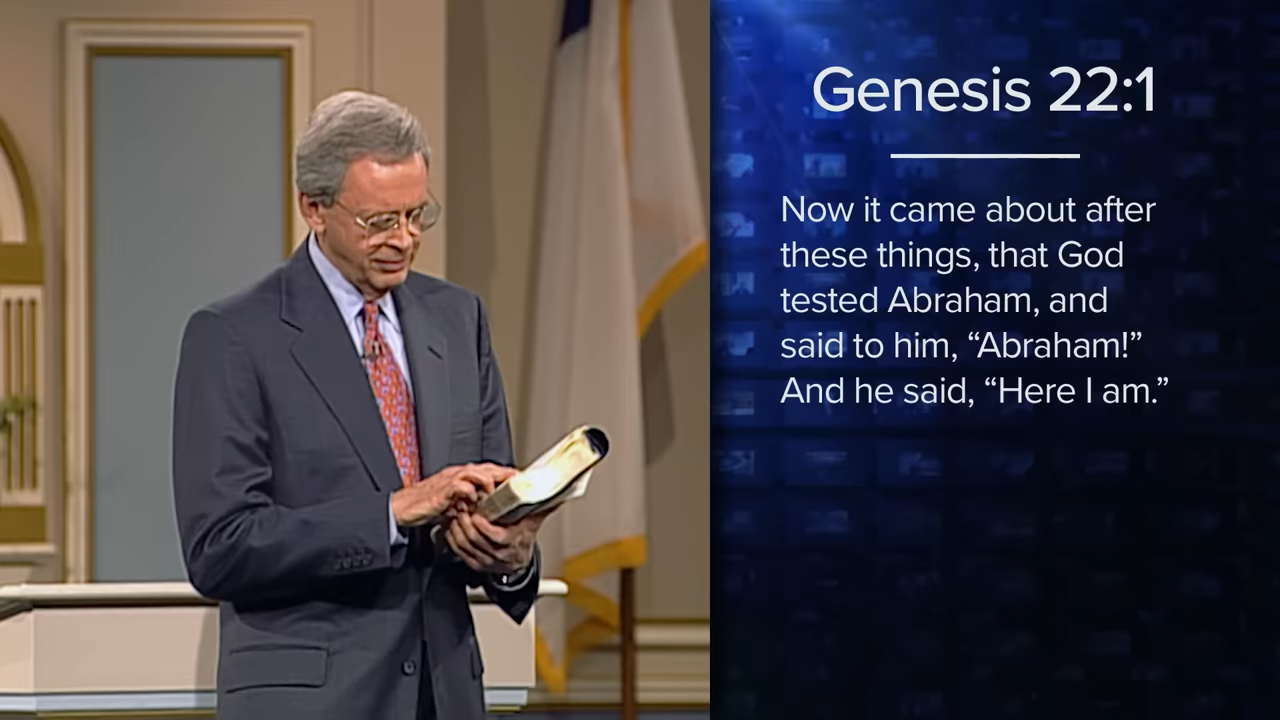 Genesis 22:1
Now it came about after
these things, that God
tested Abraham, and
said to him, “Abraham!”
And he said, “Here I am.”